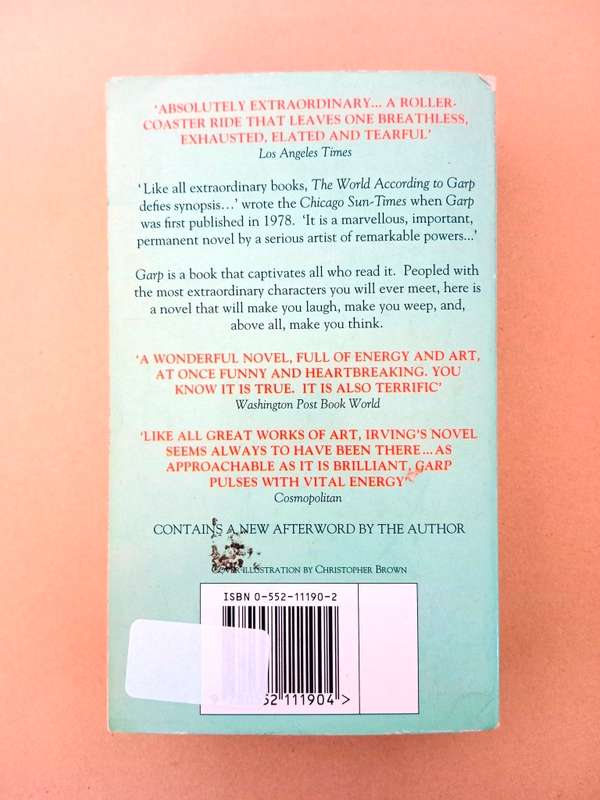 ‘ABSOLUTELY EXTRAORDINARY... A ROLLER-
COASTER RIDE THAT LEAVES ONE BREATHLESS,
EXHAUSTED, ELATED AND TEARFUL’
Los Angeles Times
‘Like all extraordinary books, The World According to Garp
defies synopsis...’ wrote the Chicago Sun-Times when Garp
was first published in 1978. ‘It is a marvellous, important,
permanent novel by a serious artist of remarkable powers...’
Garp is a book that captivates all who read it. Peopled with
the most extraordinary characters you will ever meet, here is
a novel that will make you laugh, make you weep, and,
above all, make you think.
‘A WONDERFUL NOVEL, FULL OF ENERGY AND ART,
AT ONCE FUNNY AND HEARTBREAKING. YOU
KNOW IT IS TRUE. IT IS ALSO TERRIFIC’
Washington Post Book World
‘LIKE ALL GREAT WORKS OF ART, IRVING’S NOVEL
SEEMS ALWAYS TO HAVE BEEN THERE... AS
APPROACHABLE AS IT IS BRILLIANT, GARP
PULSES WITH VITAL ENERGY’
Cosmopolitan
CONTAINS A NEW AFTERWORD BY THE AUTHOR
COVER ILLUSTRATION BY CHRISTOPHER BROWN
ISBN 0-552-11190-2
52 111904 >